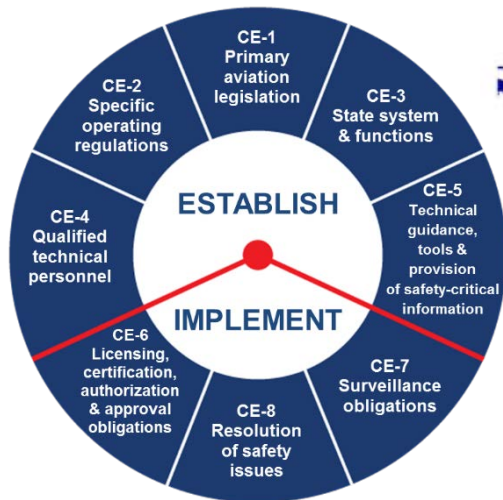 CE-1
Primary
aviation
legislation
CE-2
Specific
operating
regulations
CE-3
State system
& functions
CE-4
Qualified
technical
personnel
CE-5
Technical
guidance,
tools &
provision
of safety-critical
information
ESTABLISH
IMPLEMENT
CE-6
Licensing,
certification,
authorization
& approval
obligations
CE-7
Surveillance
obligations
CE-8
Resolution
of safety
issues